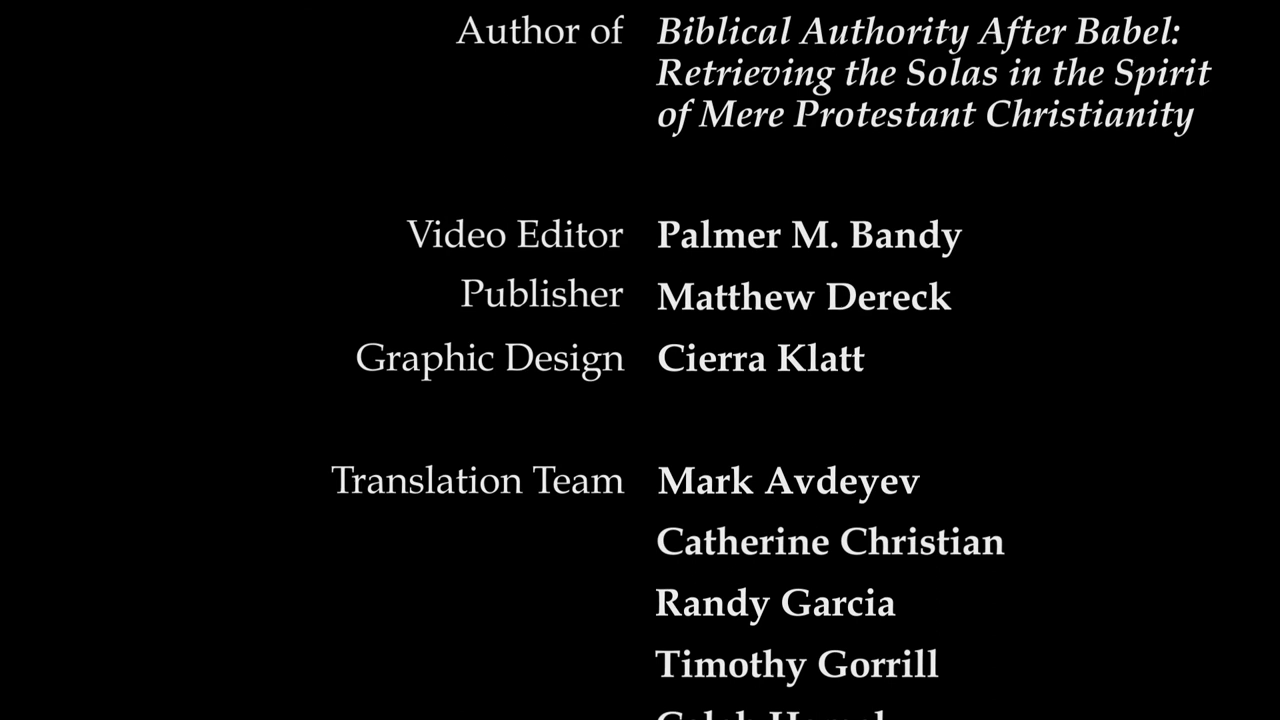 Author of Biblical Authority After Babel:
Retrieving the Solas in the Spirit
of Mere Protestant Christianity
Video Editor Palmer M. Bandy
Publisher Matthew Dereck
Graphic Design Cierra Klatt
Translation Team Mark Avdeyev
Catherine Christian
Randy Garcia
Timothy Gorrill